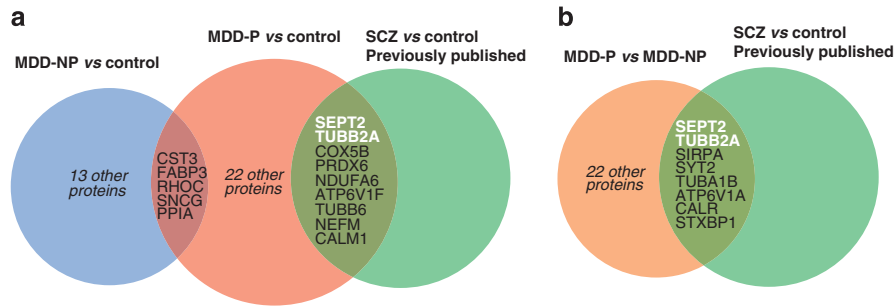 a
MDD-NP vs control
MDD-P vs control
SCZ vs control
Previously published
13 other
proteins
CST3
FABP3
RHOC
SNCG
PPIA
22 other
proteins
SEPT2
TUBB2A
COX5B
PRDX6
NDUFA6
ATP6V1F
TUBB6
NEFM
CALM1
b
MDD-P vs MDD-NP
SCZ vs control
Previously published
22 other
proteins
SEPT2
TUBB2A
SIRPA
SYT2
TUBA1B
ATP6V1A
CALR
STXBP1